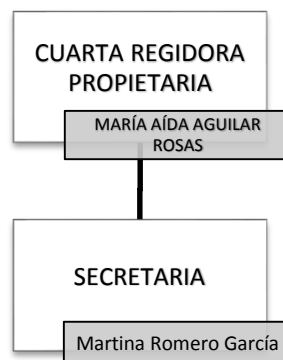 CUARTA REGIDORA
PROPIETARIA
MARÍA AÍDA AGUILAR
ROSAS
SECRETARIA
Martina Romero García